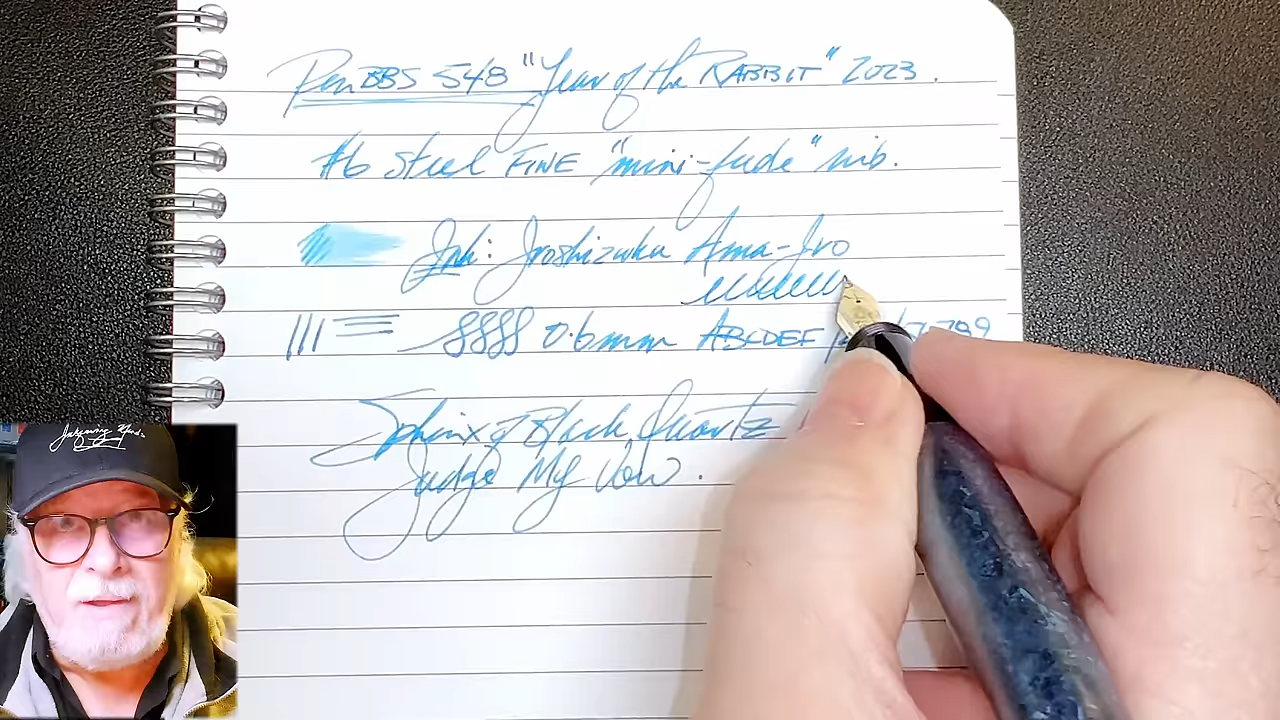 PenBBS 548 "Year of the RABBIT" 2023.
#6 Steel FINE "mini-fude" nib.
Ink: Iroshizuku Ama-Iro
0.6mm ABCDEF
Sphinx of Black Quartz
Judge My Vow.